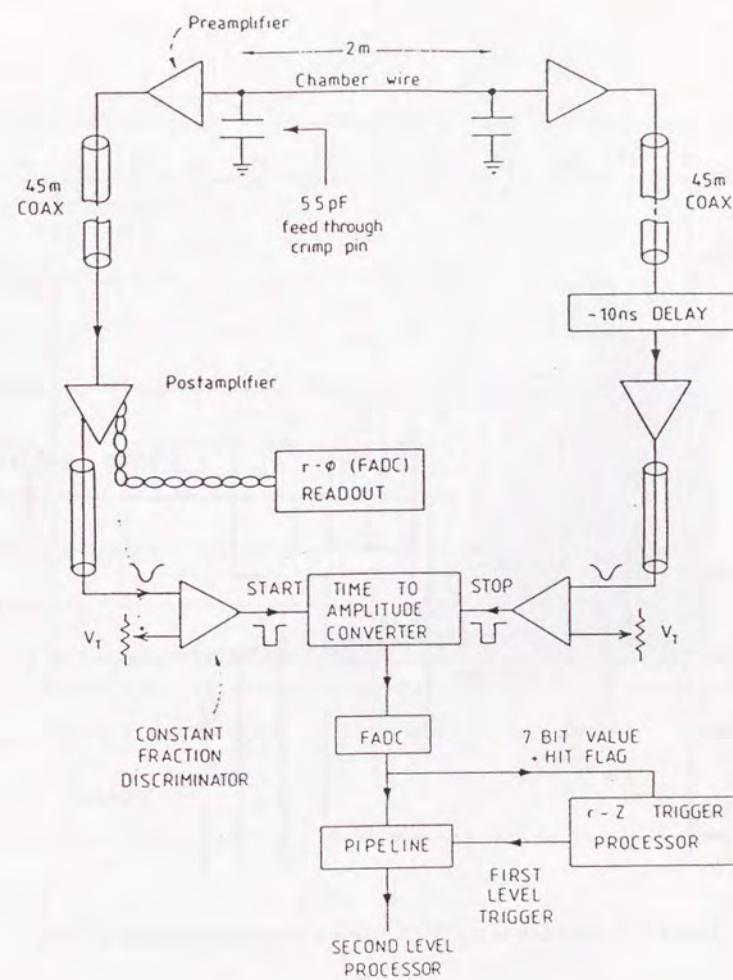 Preamplifier
2m
Chamber wire
45m
COAX
55pF
feed through
crimp pin
45m
COAX
~10ns DELAY
Postamplifier
r-φ (FADC)
READOUT
START
TIME TO
AMPLITUDE
CONVERTER
STOP
V_T
V_T
CONSTANT
FRACTION
DISCRIMINATOR
FADC
7 BIT VALUE
+ HIT FLAG
r-Z TRIGGER
PROCESSOR
PIPELINE
FIRST
LEVEL
TRIGGER
SECOND LEVEL
PROCESSOR